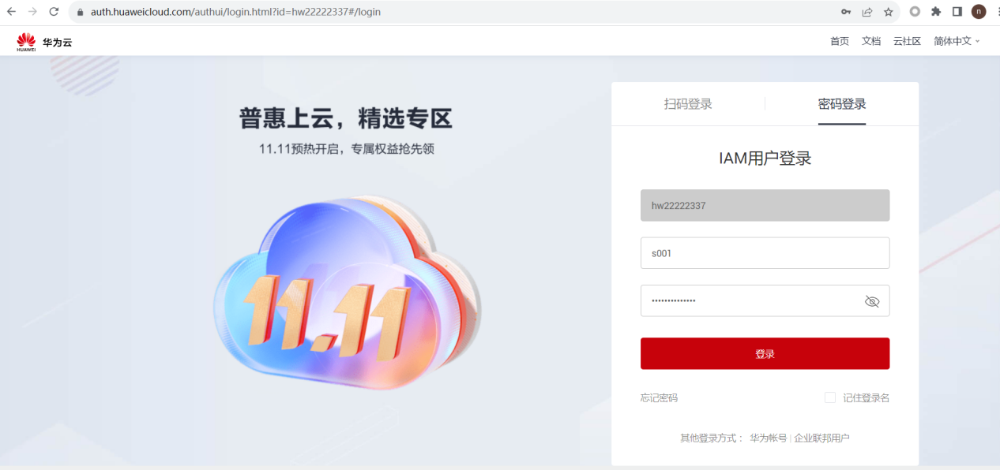 auth.huaweicloud.com/authui/login.html?id=hw22222337#/login
n
HUAWEI
华为云
首页 文档 云社区 简体中文
普惠上云，精选专区
11.11预热开启，专属权益抢先领
11.11
扫码登录 密码登录
IAM用户登录
hw22222337
s001
••••••••••••••
登录
忘记密码 记住登录名
其他登录方式： 华为帐号 | 企业联邦用户